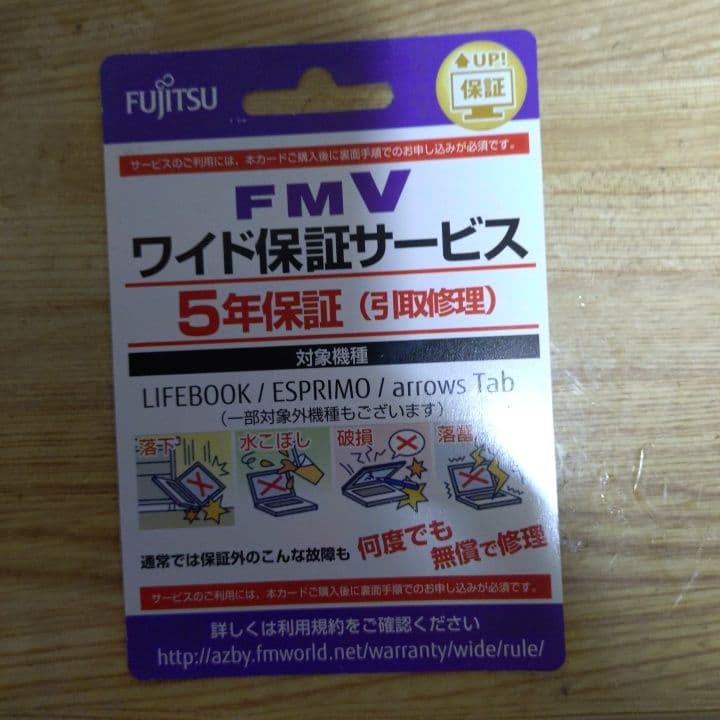 FUJITSU
UP!
保証
サービスのご利用には、本カードご購入後に裏面手順でのお申し込みが必須です。
FMV
ワイド保証サービス
5年保証(引取修理)
対象機種
LIFEBOOK / ESPRIMO / arrows Tab
(一部対象外機種もございます)
落下 水こぼし 破損 落雷
通常では保証外のこんな故障も 何度でも
無償で修理
サービスのご利用には、本カードご購入後に裏面手順でのお申し込みが必須です。
詳しくは利用規約をご確認ください
http://azby.fmworld.net/warranty/wide/rule/